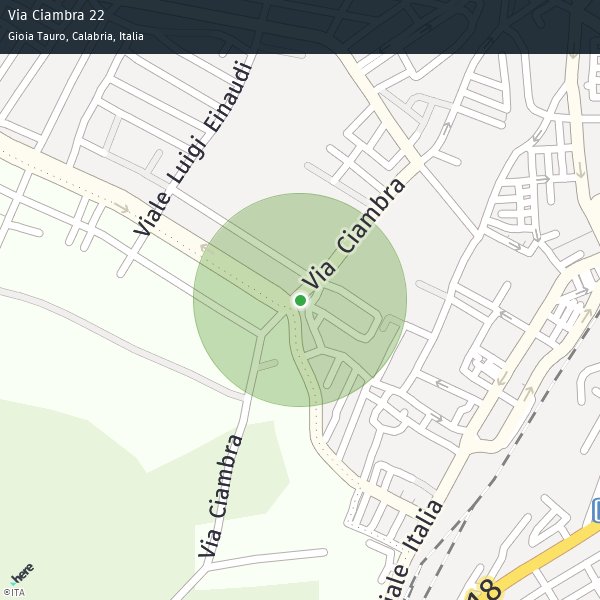 Via Ciambra 22
Gioia Tauro, Calabria, Italia
Viale Luigi Einaudi
Via Ciambra
Via Ciambra
Viale Italia
18
here
©ITA